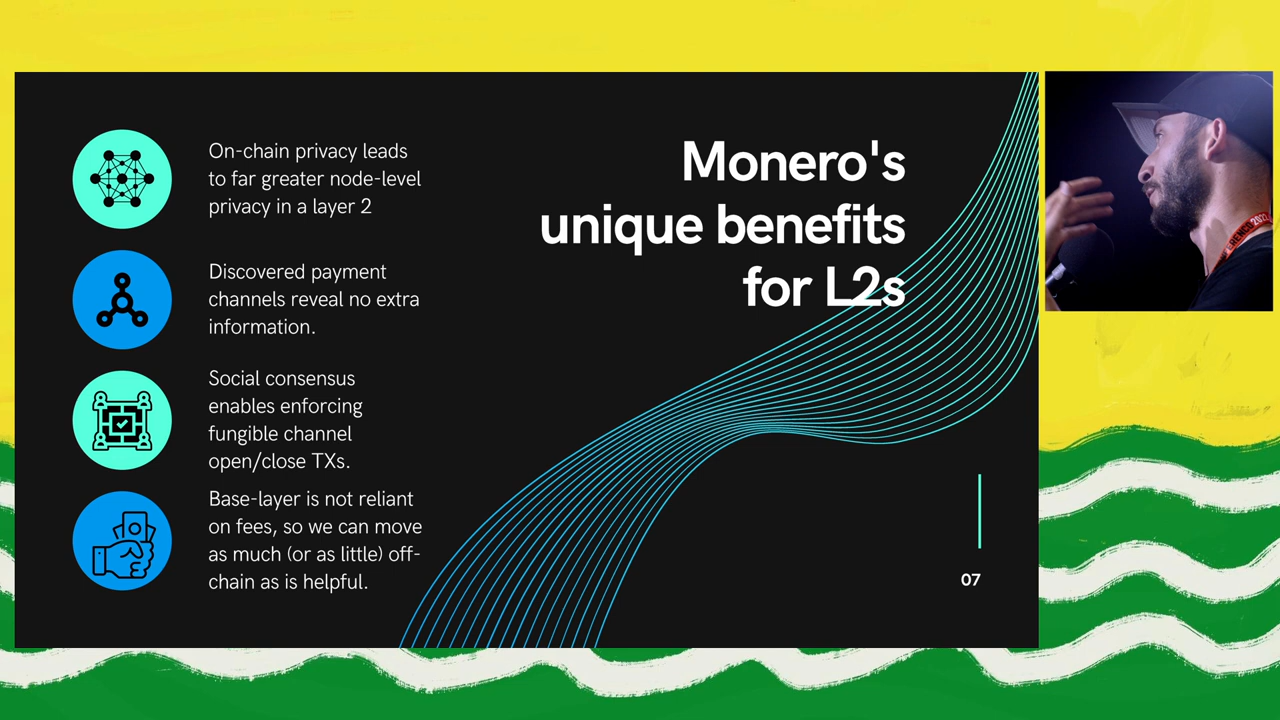 Monero's
unique benefits
for L2s
On-chain privacy leads
to far greater node-level
privacy in a layer 2
Discovered payment
channels reveal no extra
information.
Social consensus
enables enforcing
fungible channel
open/close TXs.
Base-layer is not reliant
on fees, so we can move
as much (or as little) off-
chain as is helpful.
07